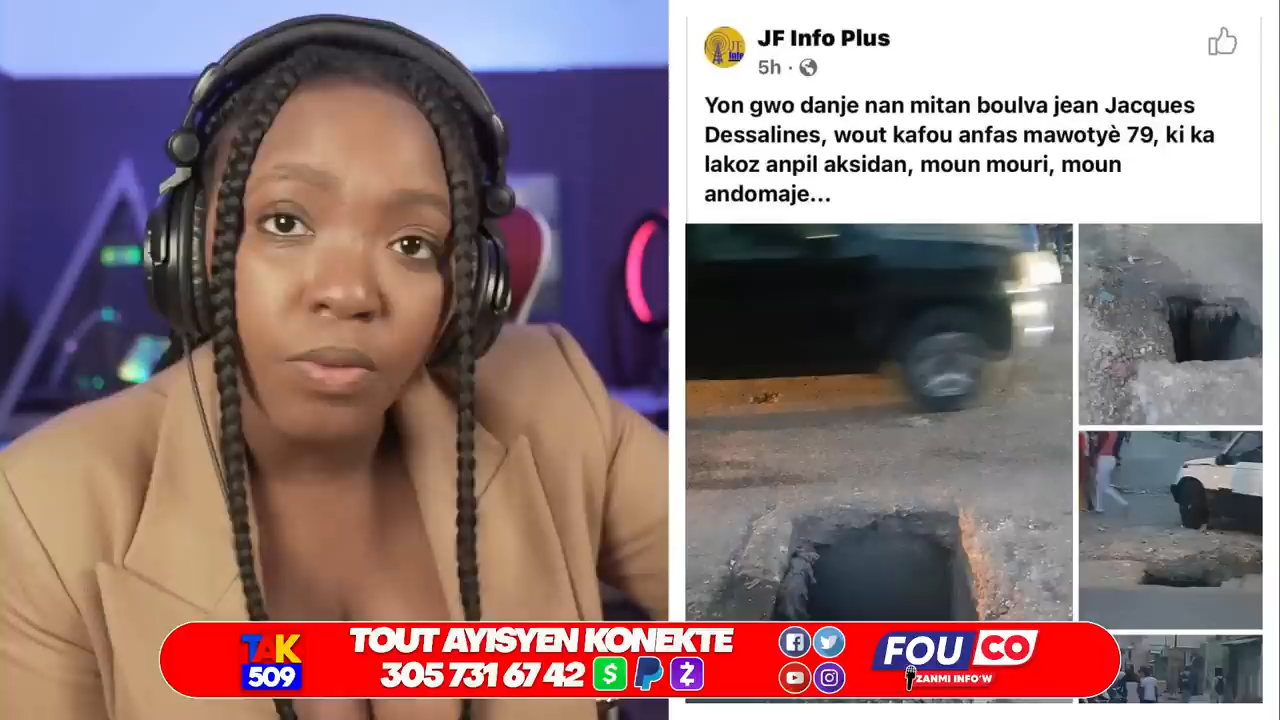 JF Info Plus
5h ·
Yon gwo danje nan mitan boulva jean Jacques
Dessalines, wout kafou anfas mawotyè 79, ki ka
lakoz anpil aksidan, moun mouri, moun
andomaje...
TAK
509
TOUT AYISYEN KONEKTE
305 731 67 42
FOU CO
ZANMI INFO'W